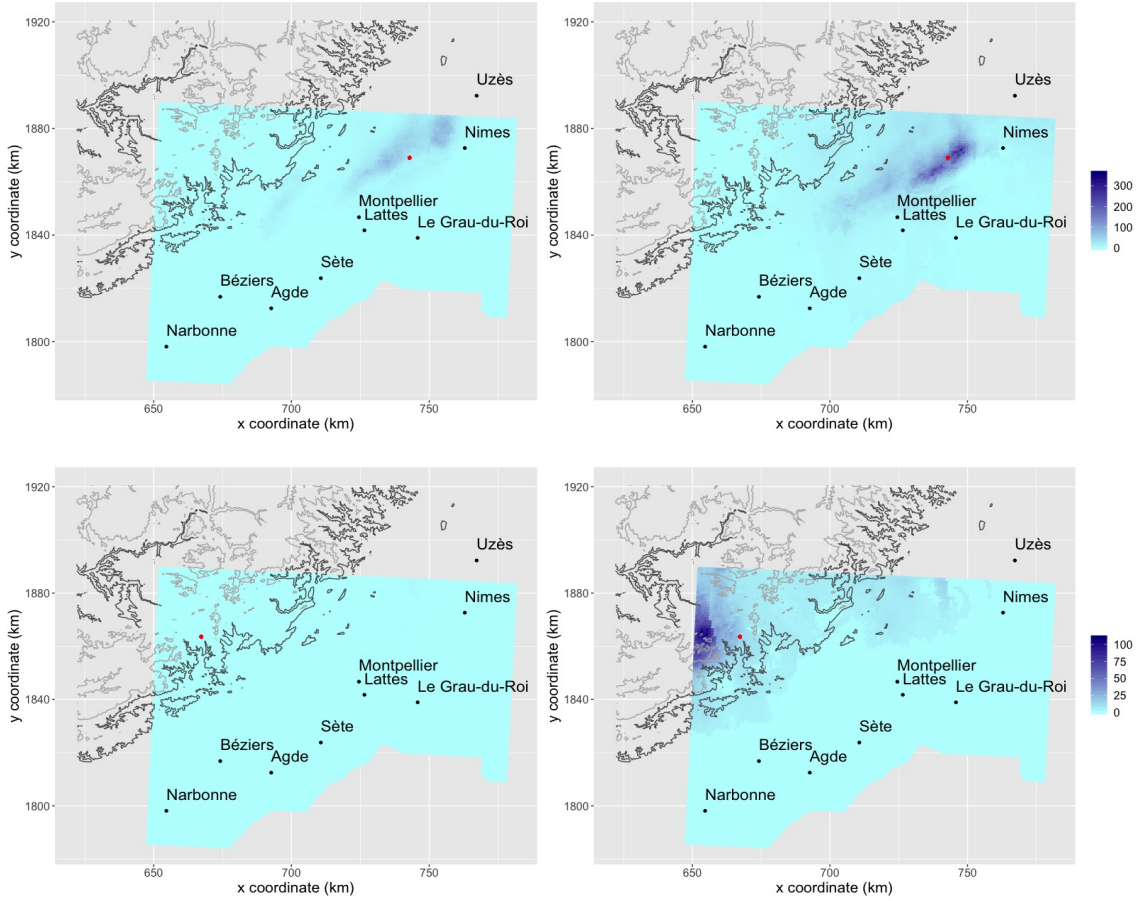 1920
1880
1840
1800
y coordinate (km)
Uzès
Nimes
Montpellier
Lattes
Le Grau-du-Roi
Sète
Béziers
Agde
Narbonne
650
700
750
x coordinate (km)
1920
1880
1840
1800
y coordinate (km)
Uzès
Nimes
Montpellier
Lattes
Le Grau-du-Roi
Sète
Béziers
Agde
Narbonne
650
700
750
x coordinate (km)
300
200
100
0
1920
1880
1840
1800
y coordinate (km)
Uzès
Nimes
Montpellier
Lattes
Le Grau-du-Roi
Sète
Béziers
Agde
Narbonne
650
700
750
x coordinate (km)
1920
1880
1840
1800
y coordinate (km)
Uzès
Nimes
Montpellier
Lattes
Le Grau-du-Roi
Sète
Béziers
Agde
Narbonne
650
700
750
x coordinate (km)
100
75
50
25
0